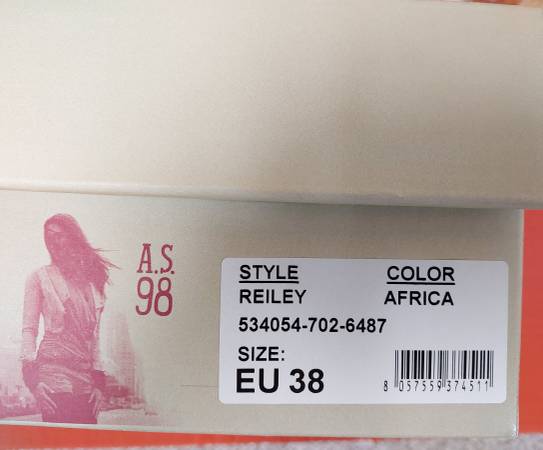 A.S.
98
STYLE COLOR
REILEY AFRICA
534054-702-6487
SIZE:
EU 38
8 057559 374511